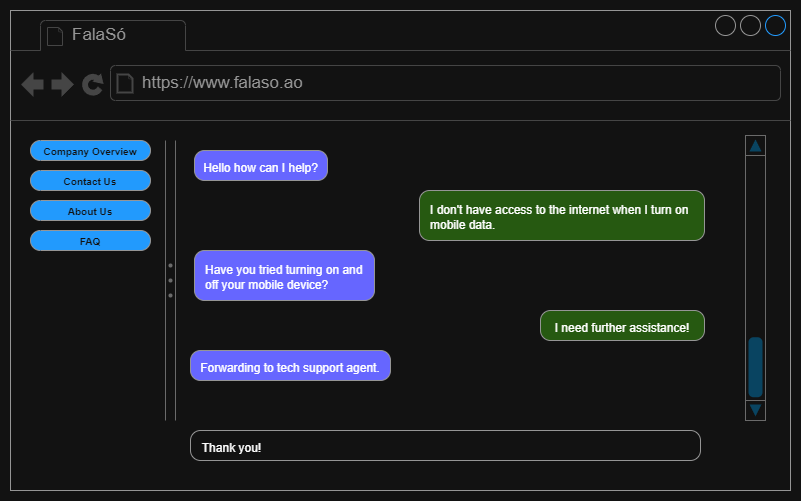 FalaSó
https://www.falaso.ao
Company Overview
Contact Us
About Us
FAQ
Hello how can I help?
I don't have access to the internet when I turn on
mobile data.
Have you tried turning on and
off your mobile device?
I need further assistance!
Forwarding to tech support agent.
Thank you!